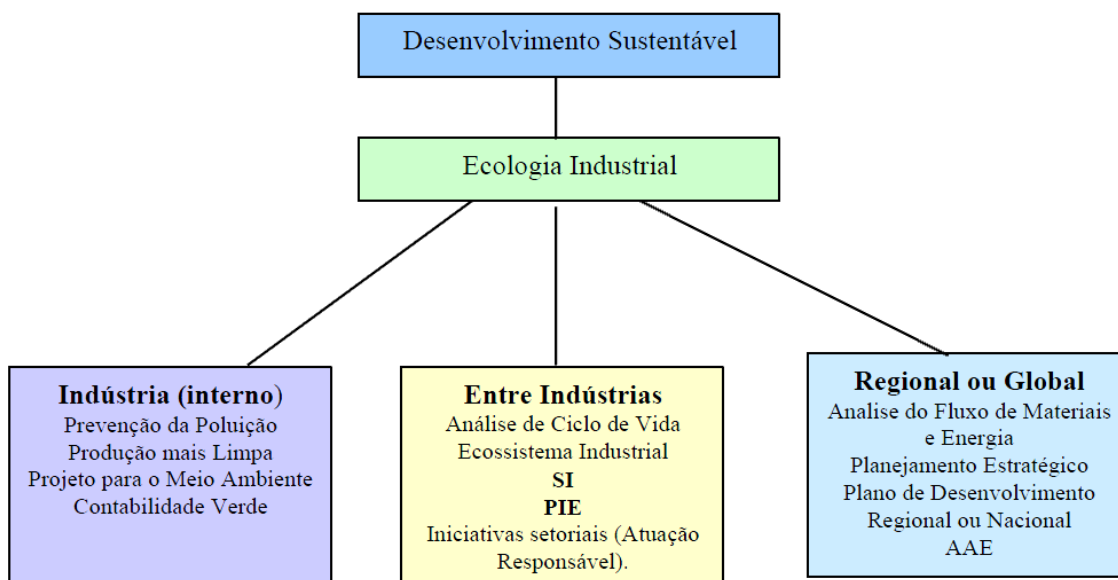 Desenvolvimento Sustentável
Ecologia Industrial
Indústria (interno)
Prevenção da Poluição
Produção mais Limpa
Projeto para o Meio Ambiente
Contabilidade Verde
Entre Indústrias
Análise de Ciclo de Vida
Ecossistema Industrial
SI
PIE
Iniciativas setoriais (Atuação
Responsável).
Regional ou Global
Analise do Fluxo de Materiais
e Energia
Planejamento Estratégico
Plano de Desenvolvimento
Regional ou Nacional
AAE